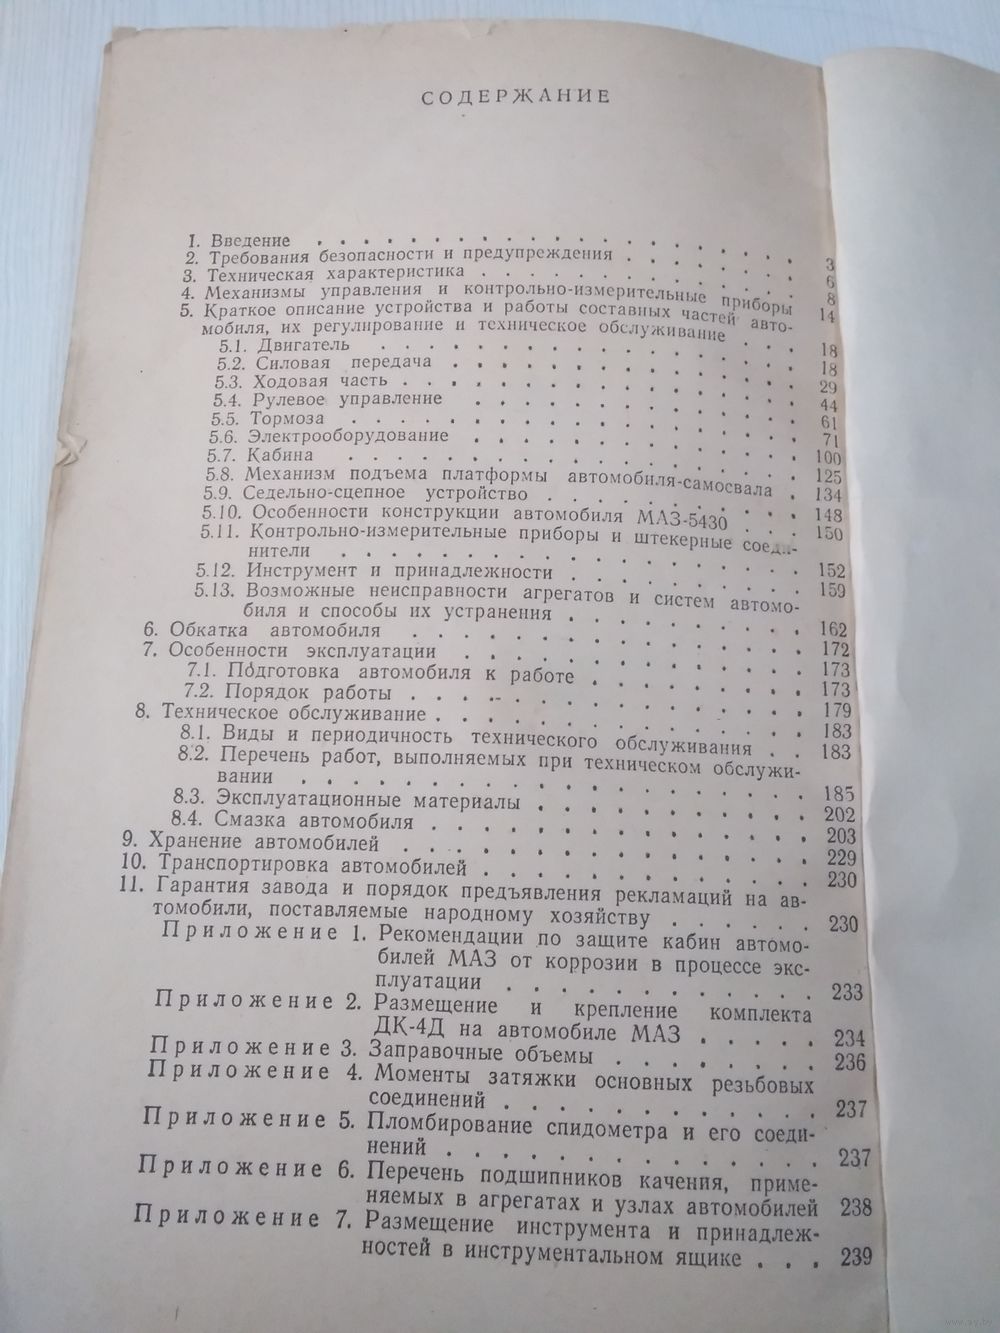 СОДЕРЖАНИЕ
1. Введение . . . . . . . . . . . . . . . . . 3
2. Требования безопасности и предупреждения . . . . . . . 6
3. Техническая характеристика . . . . . . . . . . . . 8
4. Механизмы управления и контрольно-измерительные приборы 14
5. Краткое описание устройства и работы составных частей авто-
мобиля, их регулирование и техническое обслуживание . . . 18
5.1. Двигатель . . . . . . . . . . . . . . . 18
5.2. Силовая передача . . . . . . . . . . . . . 29
5.3. Ходовая часть . . . . . . . . . . . . . . 44
5.4. Рулевое управление . . . . . . . . . . . . 61
5.5. Тормоза . . . . . . . . . . . . . . . . 71
5.6. Электрооборудование . . . . . . . . . . . . 100
5.7. Кабина . . . . . . . . . . . . . . . . 125
5.8. Механизм подъема платформы автомобиля-самосвала . 134
5.9. Седельно-сцепное устройство . . . . . . . . . 148
5.10. Особенности конструкции автомобиля МАЗ-5430 . . . 150
5.11. Контрольно-измерительные приборы и штекерные соеди-
нители . . . . . . . . . . . . . . . . 152
5.12. Инструмент и принадлежности . . . . . . . . . 159
5.13. Возможные неисправности агрегатов и систем автомо-
биля и способы их устранения . . . . . . . . . 162
6. Обкатка автомобиля . . . . . . . . . . . . . . 172
7. Особенности эксплуатации . . . . . . . . . . . . 173
7.1. Подготовка автомобиля к работе . . . . . . . . 173
7.2. Порядок работы . . . . . . . . . . . . . . 179
8. Техническое обслуживание . . . . . . . . . . . . . 183
8.1. Виды и периодичность технического обслуживания . . 183
8.2. Перечень работ, выполняемых при техническом обслужи-
вании . . . . . . . . . . . . . . . . . 185
8.3. Эксплуатационные материалы . . . . . . . . . . 202
8.4. Смазка автомобиля . . . . . . . . . . . . . 203
9. Хранение автомобилей . . . . . . . . . . . . . . 229
10. Транспортировка автомобилей . . . . . . . . . . . 230
11. Гарантия завода и порядок предъявления рекламаций на ав-
томобили, поставляемые народному хозяйству . . . . . . 230
Приложение 1. Рекомендации по защите кабин автомо-
билей МАЗ от коррозии в процессе экс-
плуатации . . . . . . . . . . . . 233
Приложение 2. Размещение и крепление комплекта
ДК-4Д на автомобиле МАЗ . . . . . 234
Приложение 3. Заправочные объемы . . . . . . . . 236
Приложение 4. Моменты затяжки основных резьбовых
соединений . . . . . . . . . . . . 237
Приложение 5. Пломбирование спидометра и его соеди-
нений . . . . . . . . . . . . . . 237
Приложение 6. Перечень подшипников качения, приме-
няемых в агрегатах и узлах автомобилей 238
Приложение 7. Размещение инструмента и принадлеж-
ностей в инструментальном ящике . . . 239
www.ay.by